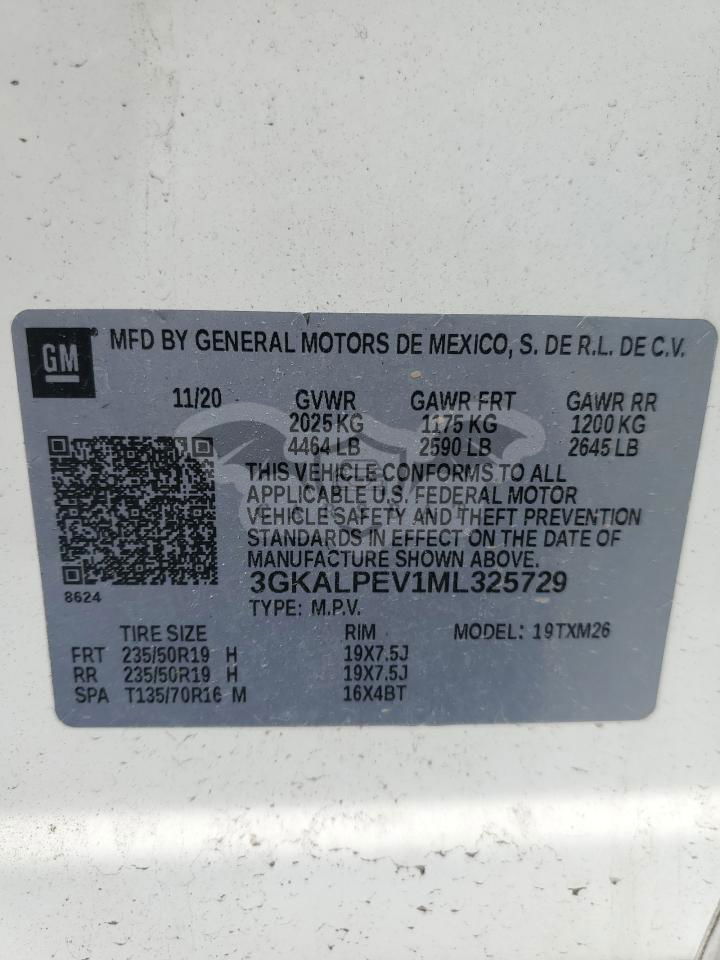 GM® MFD BY GENERAL MOTORS DE MEXICO, S. DE R.L. DE C.V.
11/20 GVWR GAWR FRT GAWR RR
2025 KG 1175 KG 1200 KG
4464 LB 2590 LB 2645 LB
THIS VEHICLE CONFORMS TO ALL
APPLICABLE U.S. FEDERAL MOTOR
VEHICLE SAFETY AND THEFT PREVENTION
STANDARDS IN EFFECT ON THE DATE OF
MANUFACTURE SHOWN ABOVE.
8624 3GKALPEV1ML325729
TYPE: M.P.V.
TIRE SIZE RIM MODEL: 19TXM26
FRT 235/50R19 H 19X7.5J
RR 235/50R19 H 19X7.5J
SPA T135/70R16 M 16X4BT